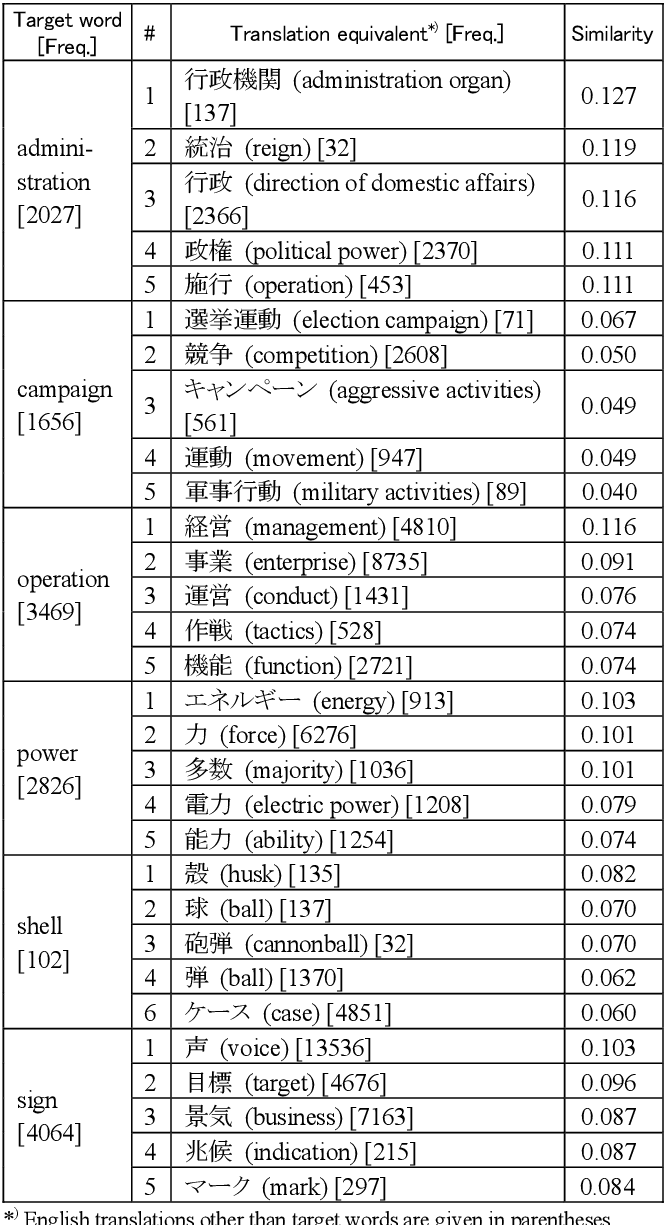 Target word [Freq.] # Translation equivalent*) [Freq.] Similarity
admini-stration [2027] 1 行政機関 (administration organ) [137] 0.127
2 統治 (reign) [32] 0.119
3 行政 (direction of domestic affairs) [2366] 0.116
4 政権 (political power) [2370] 0.111
5 施行 (operation) [453] 0.111
campaign [1656] 1 選挙運動 (election campaign) [71] 0.067
2 競争 (competition) [2608] 0.050
3 キャンペーン (aggressive activities) [561] 0.049
4 運動 (movement) [947] 0.049
5 軍事行動 (military activities) [89] 0.040
operation [3469] 1 経営 (management) [4810] 0.116
2 事業 (enterprise) [8735] 0.091
3 運営 (conduct) [1431] 0.076
4 作戦 (tactics) [528] 0.074
5 機能 (function) [2721] 0.074
power [2826] 1 エネルギー (energy) [913] 0.103
2 力 (force) [6276] 0.101
3 多数 (majority) [1036] 0.101
4 電力 (electric power) [1208] 0.079
5 能力 (ability) [1254] 0.074
shell [102] 1 殻 (husk) [135] 0.082
2 球 (ball) [137] 0.070
3 砲弾 (cannonball) [32] 0.070
4 弾 (ball) [1370] 0.062
6 ケース (case) [4851] 0.060
sign [4064] 1 声 (voice) [13536] 0.103
2 目標 (target) [4676] 0.096
3 景気 (business) [7163] 0.087
4 兆候 (indication) [215] 0.087
5 マーク (mark) [297] 0.084
*) English translations other than target words are given in parentheses